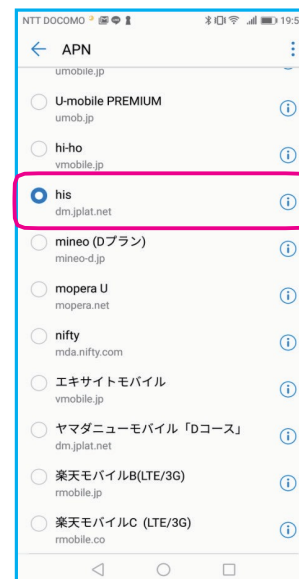 NTT DOCOMO 19:5
APN
umobile.jp
U-mobile PREMIUM
umob.jp
hi-ho
vmobile.jp
his
dm.jplat.net
mineo (Dプラン)
mineo-d.jp
mopera U
mopera.net
nifty
mda.nifty.com
エキサイトモバイル
vmobile.jp
ヤマダニューモバイル「Dコース」
dm.jplat.net
楽天モバイルB(LTE/3G)
rmobile.jp
楽天モバイルC (LTE/3G)
rmobile.co